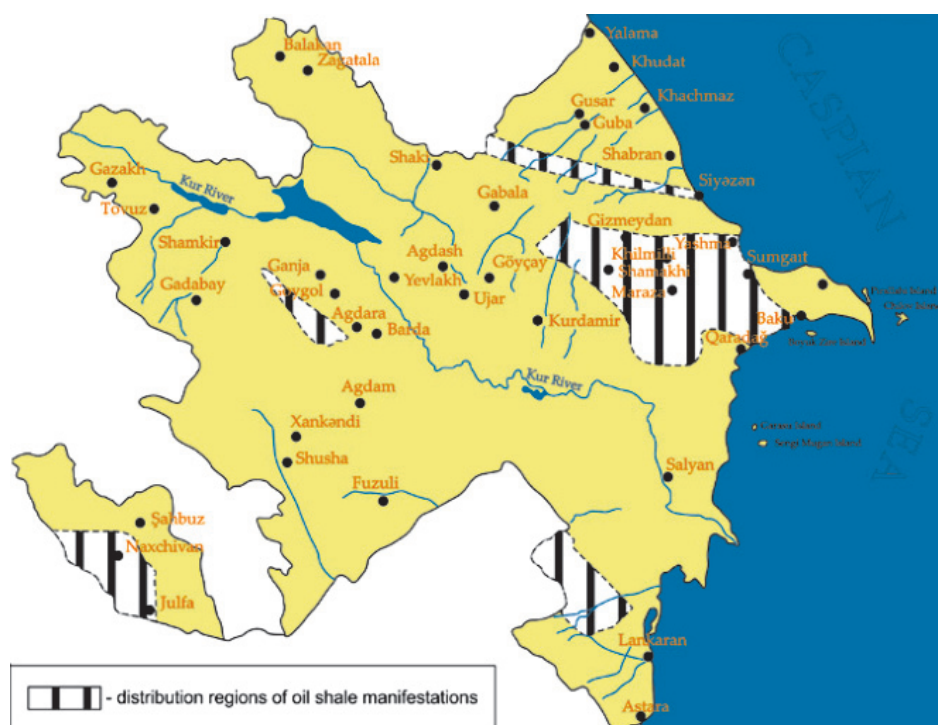 Yalama
Balakan
Zagatala
Khudat
Gusar
Khachmaz
Guba
Shabran
Shaki
Siyəzən
Gazakh
Kur River
Gabala
Tovuz
Gizmeydan
Shamkir
Yashma
Khilmilli
Sumgait
Agdash
Göyçay
Shamakhi
Ganja
Yevlakh
Gadabay
Goygol
Ujar
Maraza
Baku
Agdara
Barda
Kurdamir
Qaradağ
Kur River
Agdam
Xankəndi
Shusha
Salyan
Fuzuli
Şahbuz
Naxchivan
Julfa
Lankaran
Astara
CASPIAN
SEA
- distribution regions of oil shale manifestations